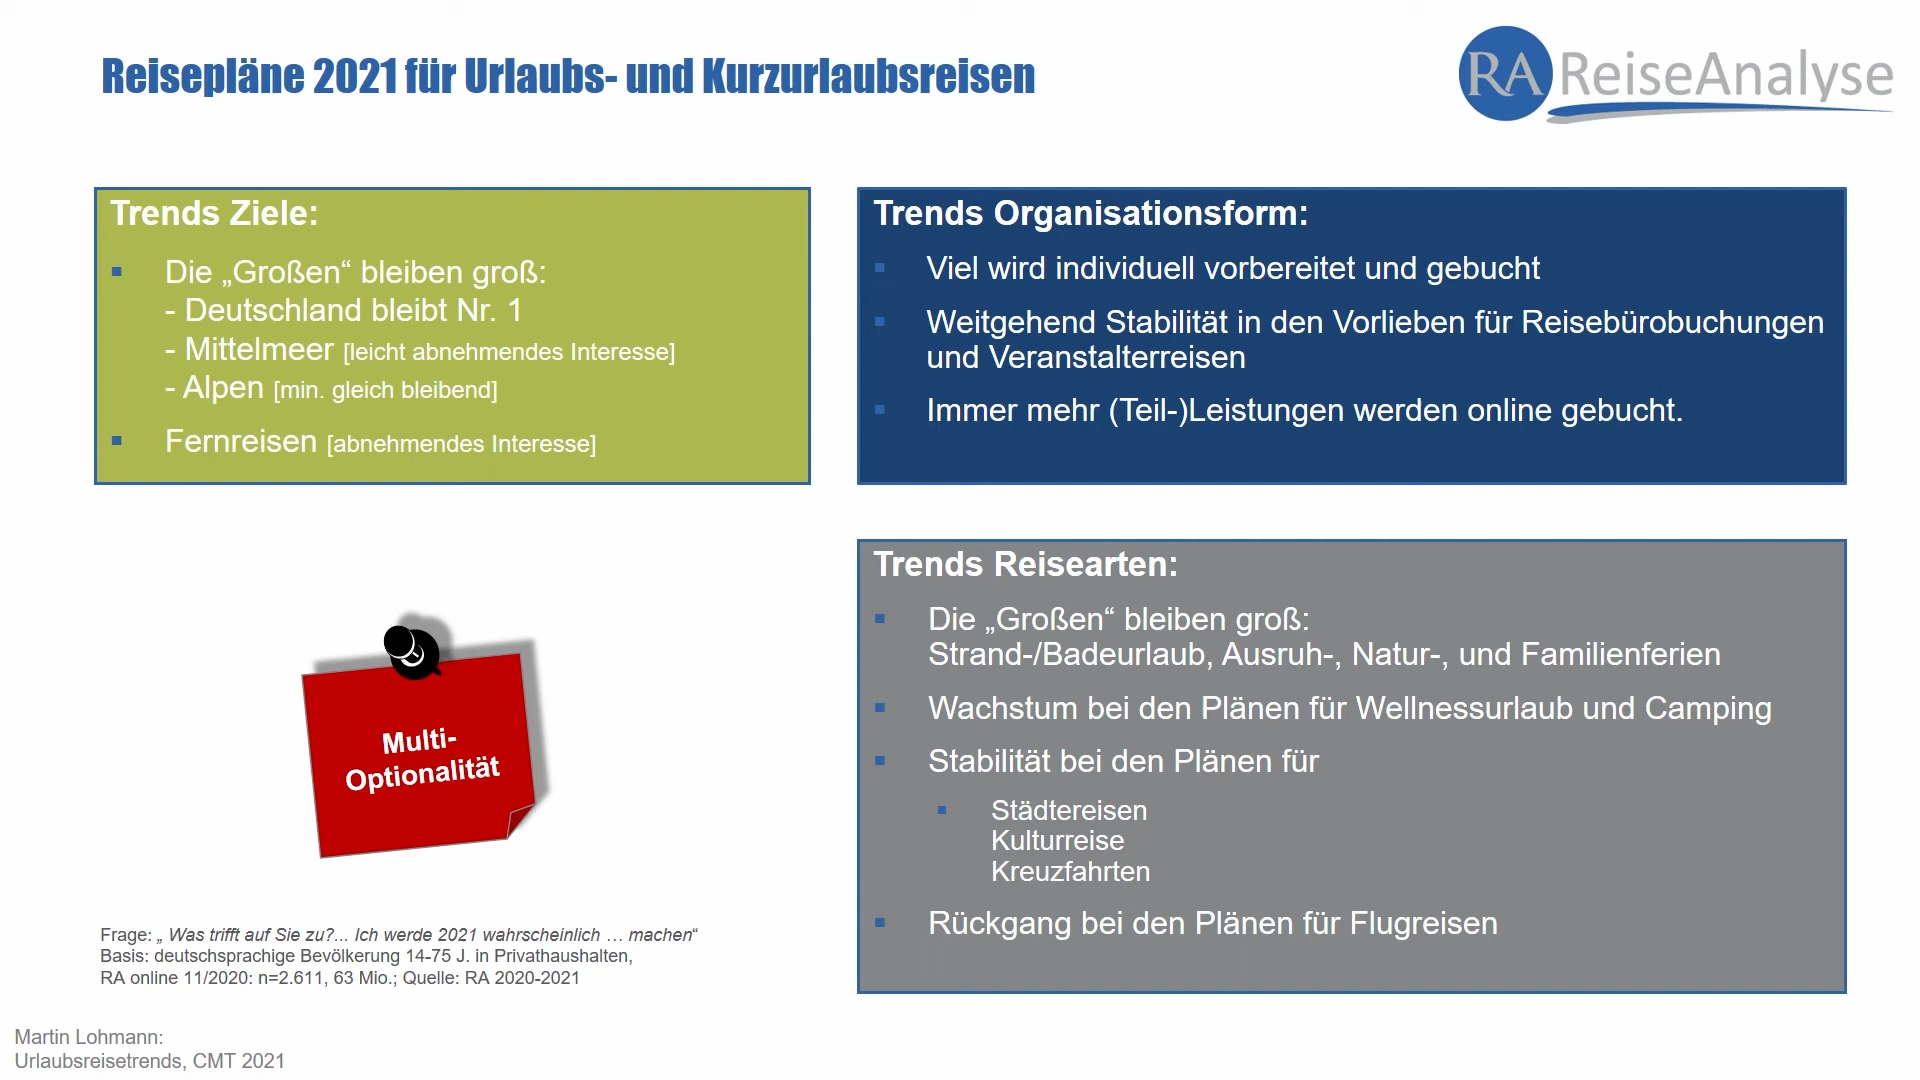 Reisepläne 2021 für Urlaubs- und Kurzurlaubsreisen
RA ReiseAnalyse
Trends Ziele:
▪ Die „Großen“ bleiben groß:
- Deutschland bleibt Nr. 1
- Mittelmeer [leicht abnehmendes Interesse]
- Alpen [min. gleich bleibend]
▪ Fernreisen [abnehmendes Interesse]
Trends Organisationsform:
▪ Viel wird individuell vorbereitet und gebucht
▪ Weitgehend Stabilität in den Vorlieben für Reisebürobuchungen
und Veranstalterreisen
▪ Immer mehr (Teil-)Leistungen werden online gebucht.
Multi-
Optionalität
Trends Reisearten:
▪ Die „Großen“ bleiben groß:
Strand-/Badeurlaub, Ausruh-, Natur-, und Familienferien
▪ Wachstum bei den Plänen für Wellnessurlaub und Camping
▪ Stabilität bei den Plänen für
▪ Städtereisen
Kulturreise
Kreuzfahrten
▪ Rückgang bei den Plänen für Flugreisen
Frage: „ Was trifft auf Sie zu?... Ich werde 2021 wahrscheinlich … machen“
Basis: deutschsprachige Bevölkerung 14-75 J. in Privathaushalten,
RA online 11/2020: n=2.611, 63 Mio.; Quelle: RA 2020-2021
Martin Lohmann:
Urlaubsreisetrends, CMT 2021